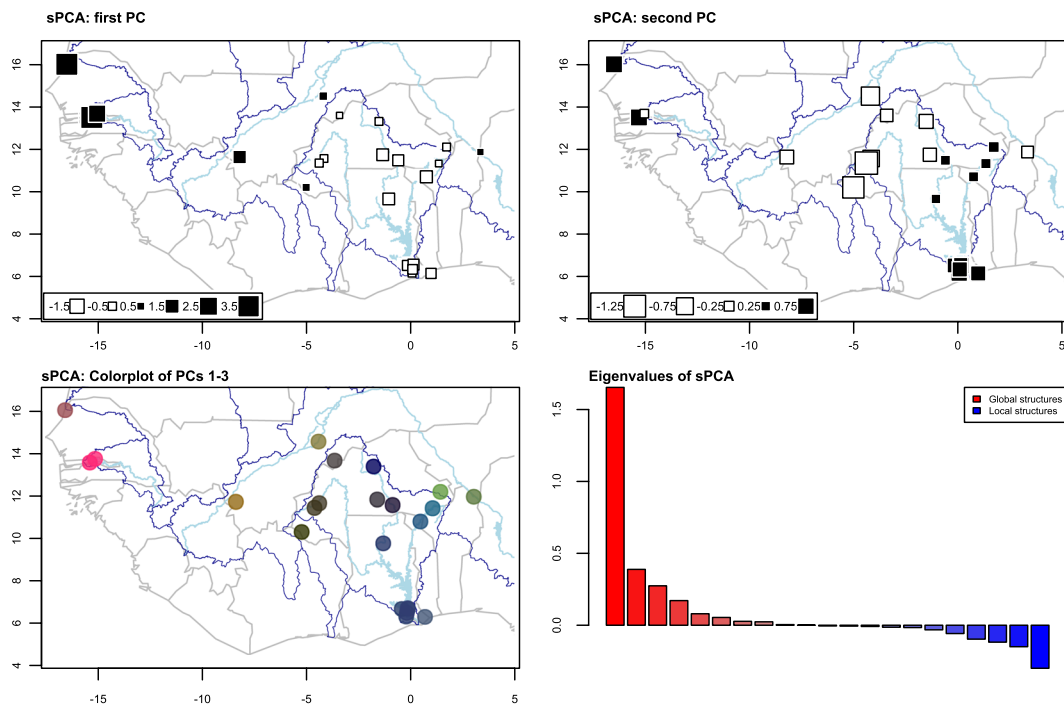 sPCA: first PC
16
14
12
10
8
6
4
-1.5 -0.5 0.5 1.5 2.5 3.5
-15 -10 -5 0 5
sPCA: second PC
16
14
12
10
8
6
4
-1.25 -0.75 -0.25 0.25 0.75
-15 -10 -5 0
sPCA: Colorplot of PCs 1-3
16
14
12
10
8
6
4
-15 -10 -5 0 5
Eigenvalues of sPCA
1.5
1.0
0.5
0.0
Global structures
Local structures